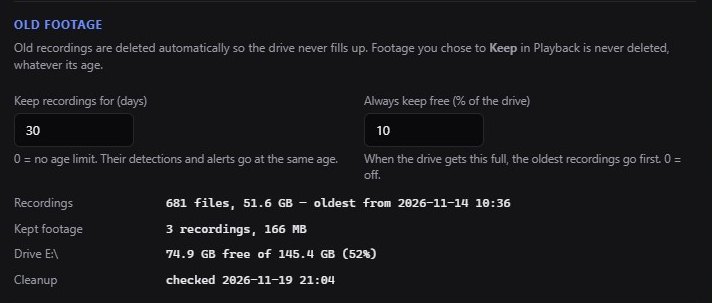 OLD FOOTAGE
Old recordings are deleted automatically so the drive never fills up. Footage you chose to Keep in Playback is never deleted,
whatever its age.
Keep recordings for (days)
Always keep free (% of the drive)
30
10
0 = no age limit. Their detections and alerts go at the same age.
When the drive gets this full, the oldest recordings go first. 0 =
off.
Recordings 681 files, 51.6 GB — oldest from 2026-11-14 10:36
Kept footage 3 recordings, 166 MB
Drive E:\ 74.9 GB free of 145.4 GB (52%)
Cleanup checked 2026-11-19 21:04